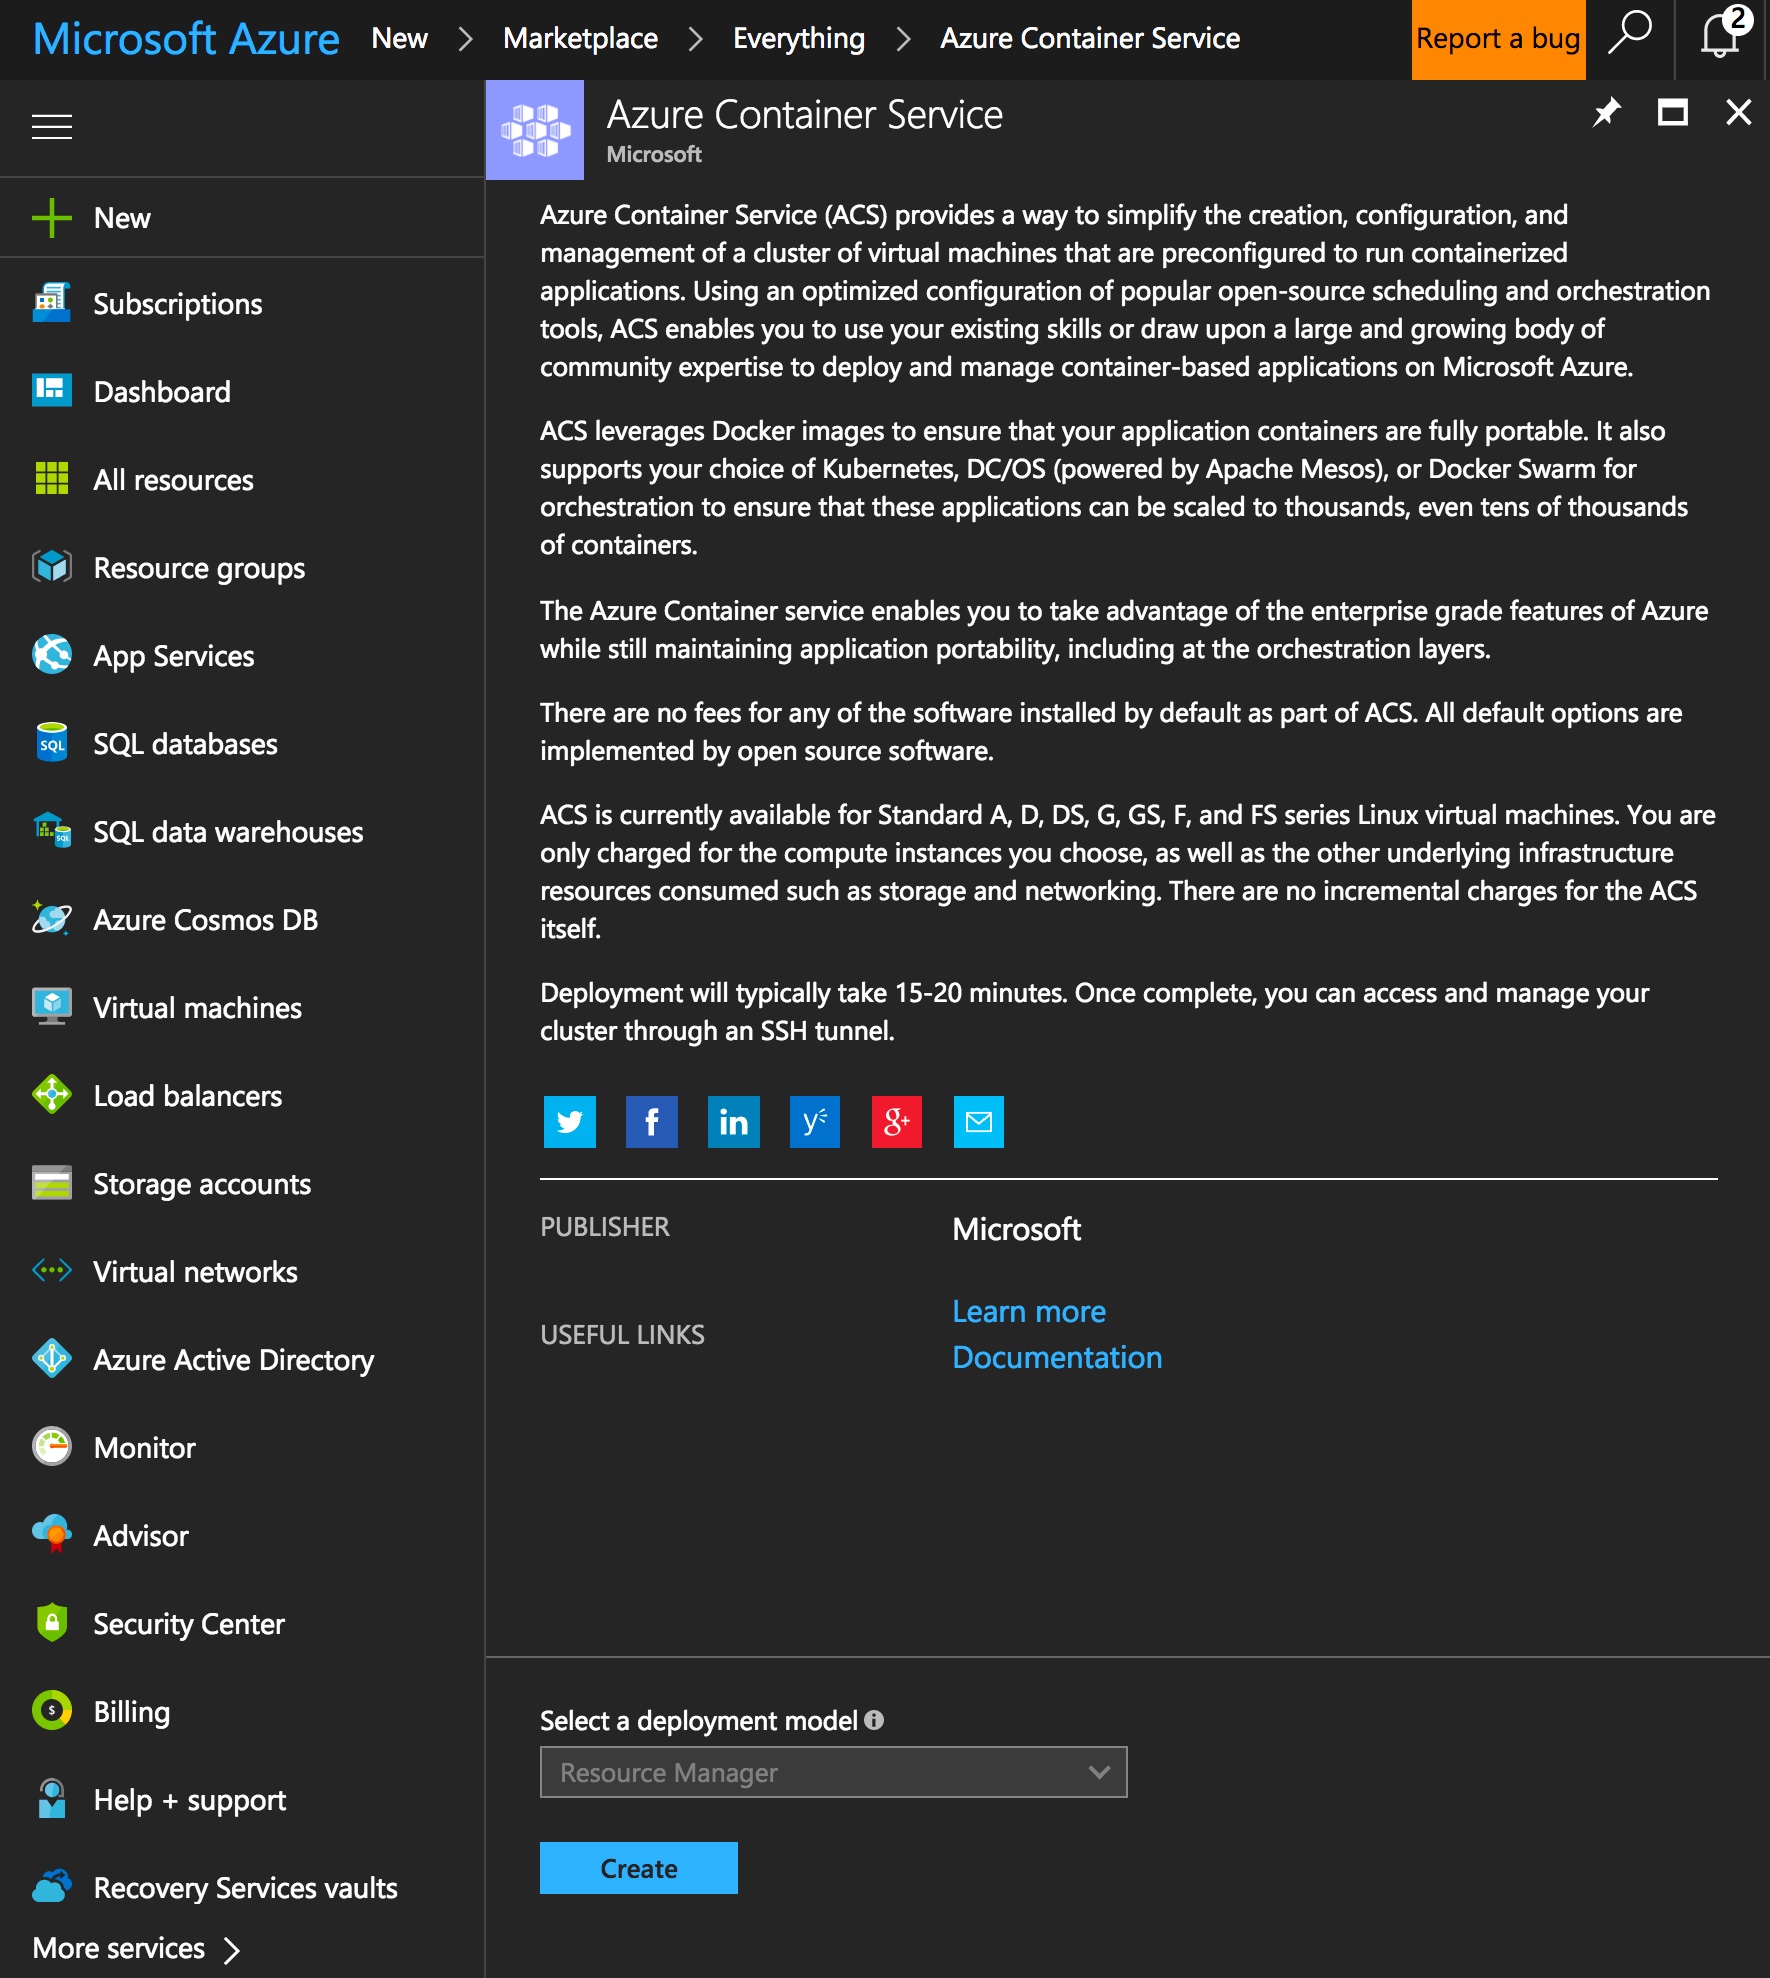 Microsoft Azure New > Marketplace > Everything > Azure Container Service Report a bug 2
Azure Container Service
Microsoft
New
Subscriptions
Dashboard
All resources
Resource groups
App Services
SQL
SQL databases
SQL
SQL data warehouses
Azure Cosmos DB
Virtual machines
Load balancers
Storage accounts
Virtual networks
Azure Active Directory
Monitor
Advisor
Security Center
$
Billing
Help + support
Recovery Services vaults
More services >
Azure Container Service (ACS) provides a way to simplify the creation, configuration, and
management of a cluster of virtual machines that are preconfigured to run containerized
applications. Using an optimized configuration of popular open-source scheduling and orchestration
tools, ACS enables you to use your existing skills or draw upon a large and growing body of
community expertise to deploy and manage container-based applications on Microsoft Azure.
ACS leverages Docker images to ensure that your application containers are fully portable. It also
supports your choice of Kubernetes, DC/OS (powered by Apache Mesos), or Docker Swarm for
orchestration to ensure that these applications can be scaled to thousands, even tens of thousands
of containers.
The Azure Container service enables you to take advantage of the enterprise grade features of Azure
while still maintaining application portability, including at the orchestration layers.
There are no fees for any of the software installed by default as part of ACS. All default options are
implemented by open source software.
ACS is currently available for Standard A, D, DS, G, GS, F, and FS series Linux virtual machines. You are
only charged for the compute instances you choose, as well as the other underlying infrastructure
resources consumed such as storage and networking. There are no incremental charges for the ACS
itself.
Deployment will typically take 15-20 minutes. Once complete, you can access and manage your
cluster through an SSH tunnel.
f in y g+
PUBLISHER Microsoft
USEFUL LINKS Learn more
Documentation
Select a deployment model
Resource Manager
Create